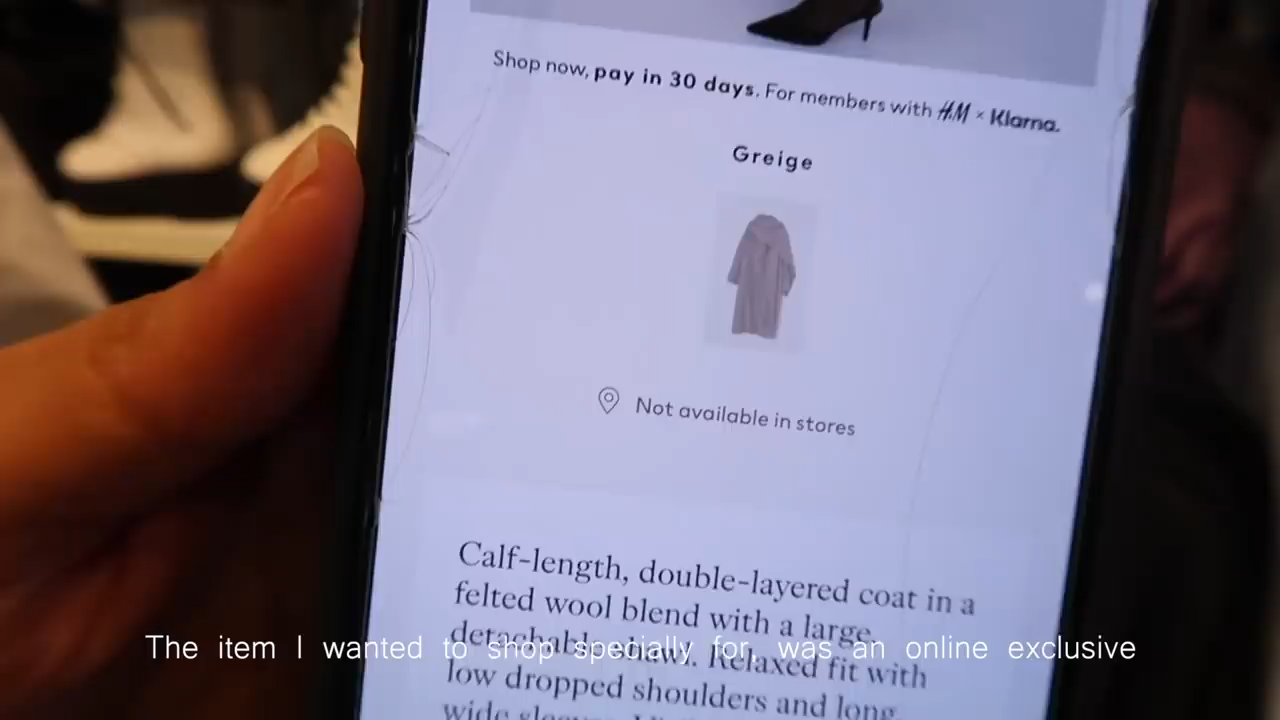 Shop now, pay in 30 days. For members with H&M × Klarna.
Greige
Not available in stores
Calf-length, double-layered coat in a
felted wool blend with a large,
detachable shawl. Relaxed fit with
low dropped shoulders and long,
The item I wanted to shop specially for, was an online exclusive